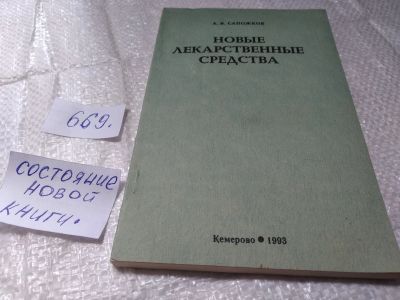 А. В. САПОЖКОВ
НОВЫЕ
ЛЕКАРСТВЕННЫЕ
СРЕДСТВА
Кемерово 1993
669.
СОСТОЯНИЕ
НОВОЙ
КНИГИ.